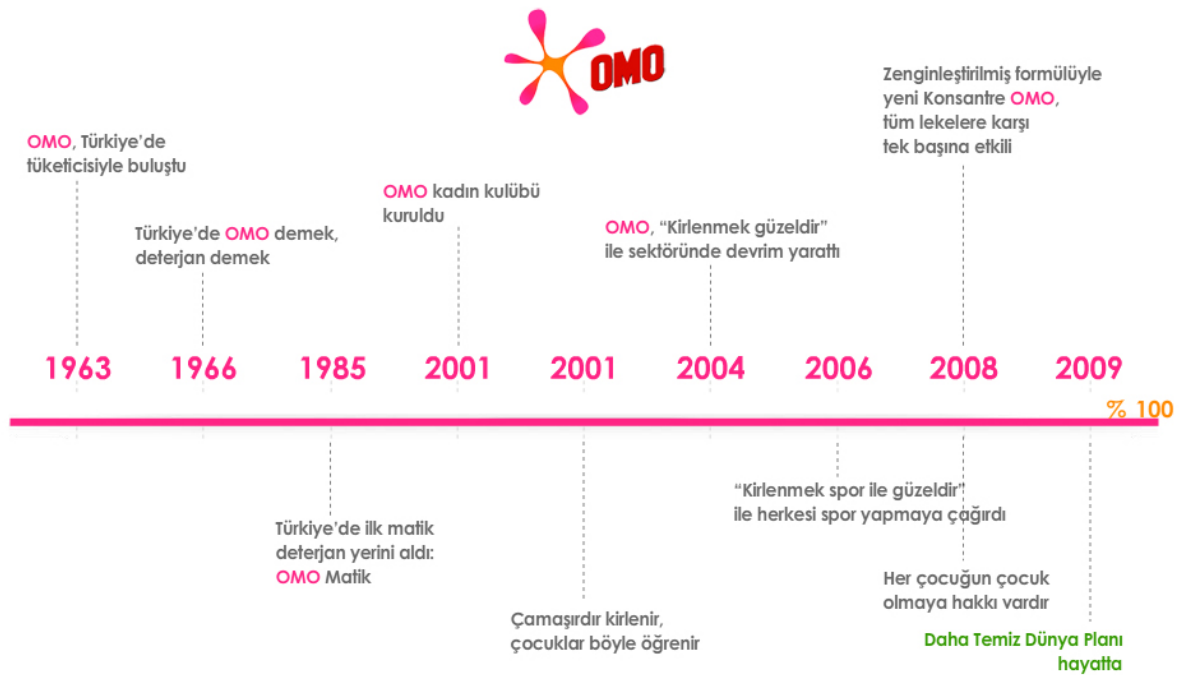 OMO
OMO, Türkiye'de
tüketicisiyle buluştu
Türkiye'de OMO demek,
deterjan demek
OMO kadın kulübü
kuruldu
OMO, “Kirlenmek güzeldir”
ile sektöründe devrim yarattı
Zenginleştirilmiş formülüyle
yeni Konsantre OMO,
tüm lekelere karşı
tek başına etkili
1963 1966 1985 2001 2001 2004 2006 2008 2009
% 100
Türkiye'de ilk matik
deterjan yerini aldı:
OMO Matik
Çamaşırdır kirlenir,
çocuklar böyle öğrenir
“Kirlenmek spor ile güzeldir”
ile herkesi spor yapmaya çağırdı
Her çocuğun çocuk
olmaya hakkı vardır
Daha Temiz Dünya Planı
hayatta